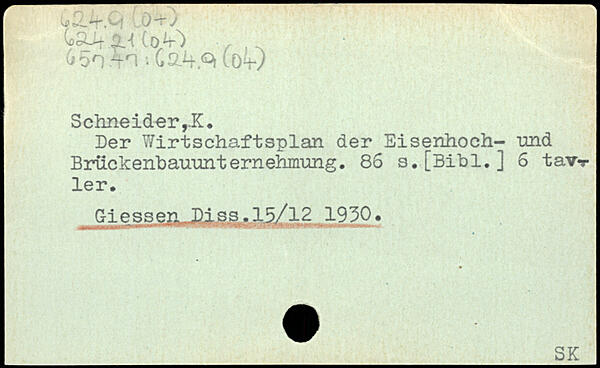 624.9(04)
624.21(04)
657.47:624.9(04)
Schneider,K.
Der Wirtschaftsplan der Eisenhoch- und
Brückenbauunternehmung. 86 s.[Bibl.] 6 tav-
ler.
Giessen Diss.15/12 1930.
SK